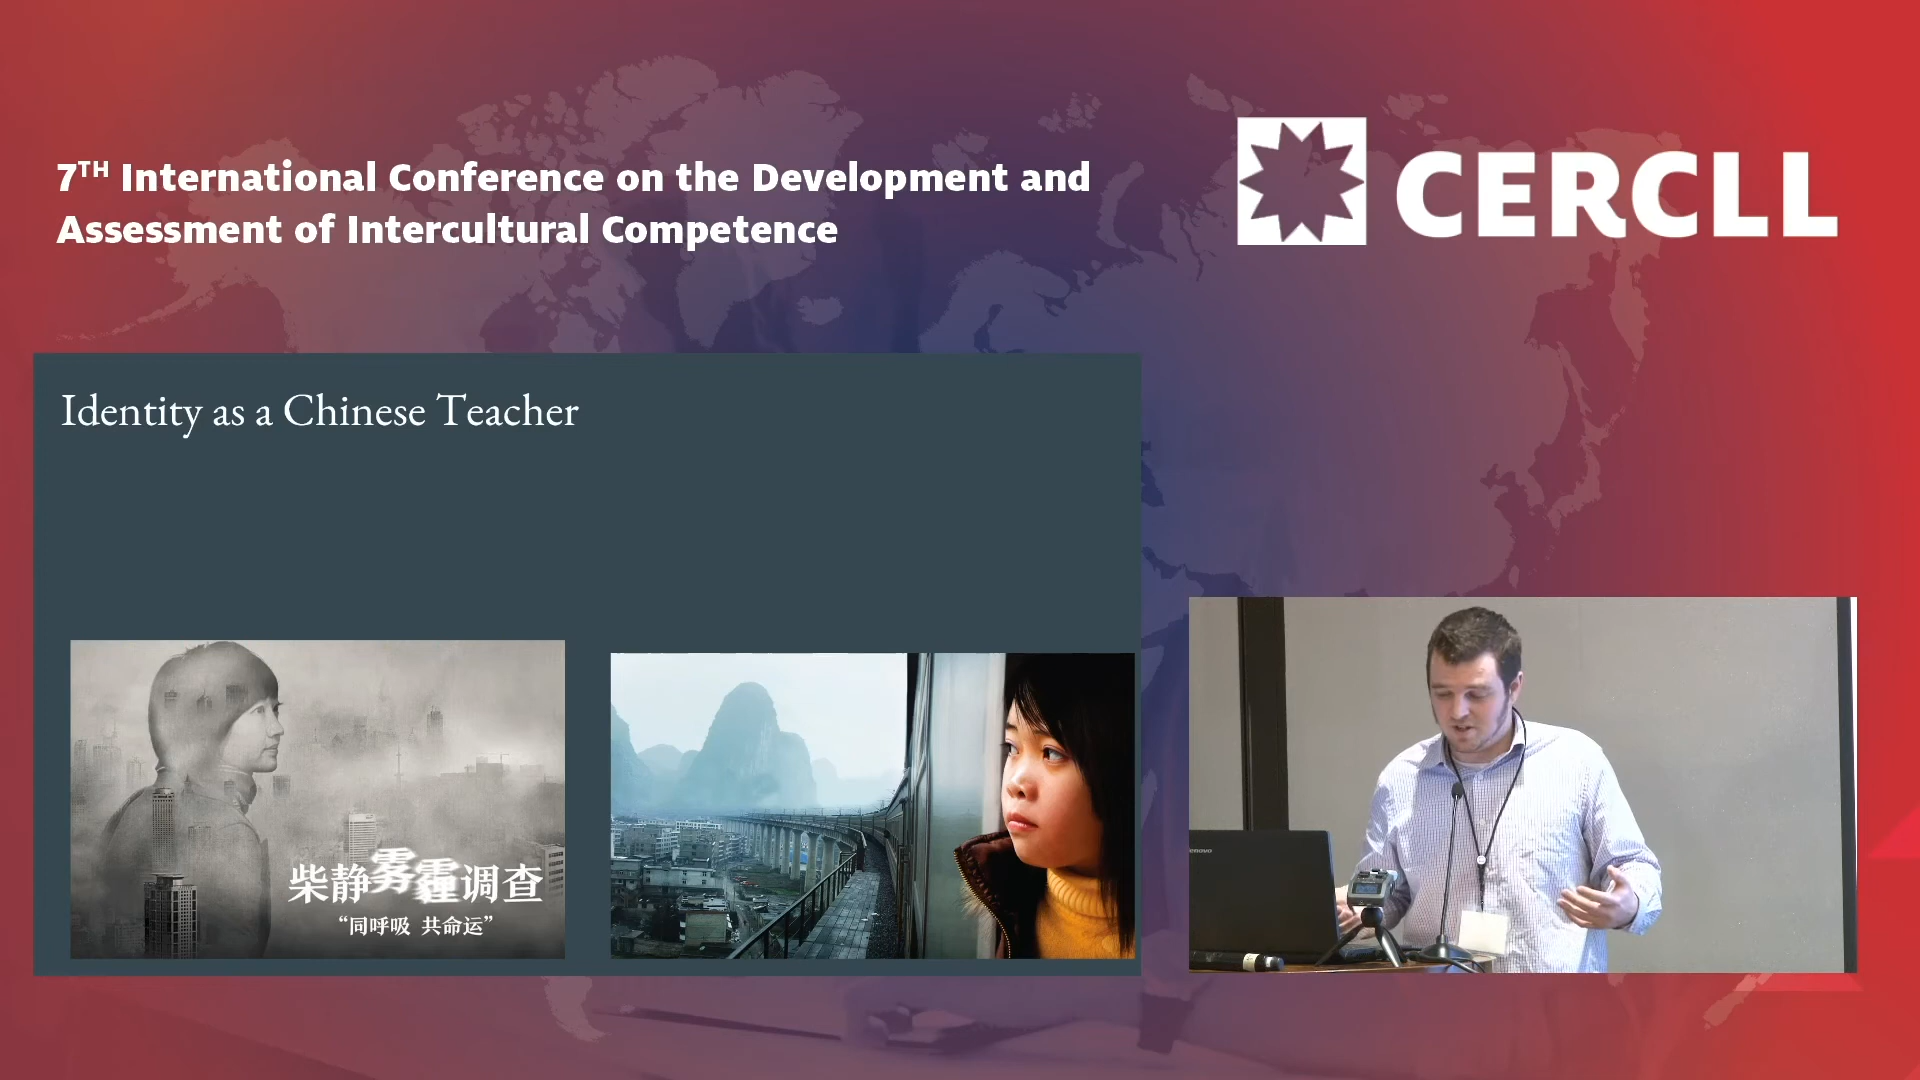 7TH International Conference on the Development and
Assessment of Intercultural Competence
CERCLL
Identity as a Chinese Teacher
柴静雾霾调查
“同呼吸 共命运”
lenovo